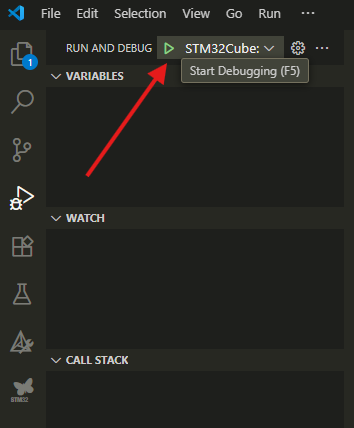 File Edit Selection View Go Run ···
RUN AND DEBUG STM32Cube:
Start Debugging (F5)
1
VARIABLES
WATCH
CALL STACK
STM32